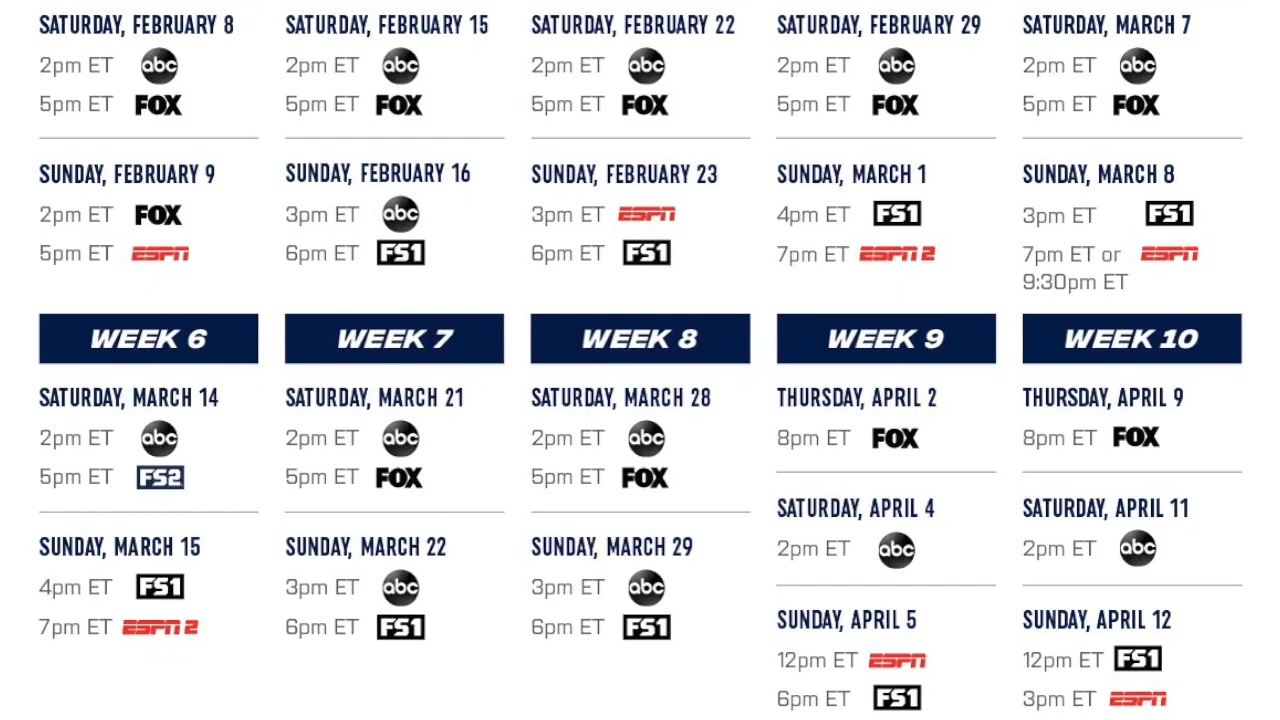 SATURDAY, FEBRUARY 8
2pm ET abc
5pm ET FOX
SUNDAY, FEBRUARY 9
2pm ET FOX
5pm ET ESPN
SATURDAY, FEBRUARY 15
2pm ET abc
5pm ET FOX
SUNDAY, FEBRUARY 16
3pm ET abc
6pm ET FS1
SATURDAY, FEBRUARY 22
2pm ET abc
5pm ET FOX
SUNDAY, FEBRUARY 23
3pm ET ESPN
6pm ET FS1
SATURDAY, FEBRUARY 29
2pm ET abc
5pm ET FOX
SUNDAY, MARCH 1
4pm ET FS1
7pm ET ESPN 2
SATURDAY, MARCH 7
2pm ET abc
5pm ET FOX
SUNDAY, MARCH 8
3pm ET FS1
7pm ET or ESPN
9:30pm ET
WEEK 6
SATURDAY, MARCH 14
2pm ET abc
5pm ET FS2
SUNDAY, MARCH 15
4pm ET FS1
7pm ET ESPN 2
WEEK 7
SATURDAY, MARCH 21
2pm ET abc
5pm ET FOX
SUNDAY, MARCH 22
3pm ET abc
6pm ET FS1
WEEK 8
SATURDAY, MARCH 28
2pm ET abc
5pm ET FOX
SUNDAY, MARCH 29
3pm ET abc
6pm ET FS1
WEEK 9
THURSDAY, APRIL 2
8pm ET FOX
SATURDAY, APRIL 4
2pm ET abc
SUNDAY, APRIL 5
12pm ET ESPN
6pm ET FS1
WEEK 10
THURSDAY, APRIL 9
8pm ET FOX
SATURDAY, APRIL 11
2pm ET abc
SUNDAY, APRIL 12
12pm ET FS1
3pm ET ESPN